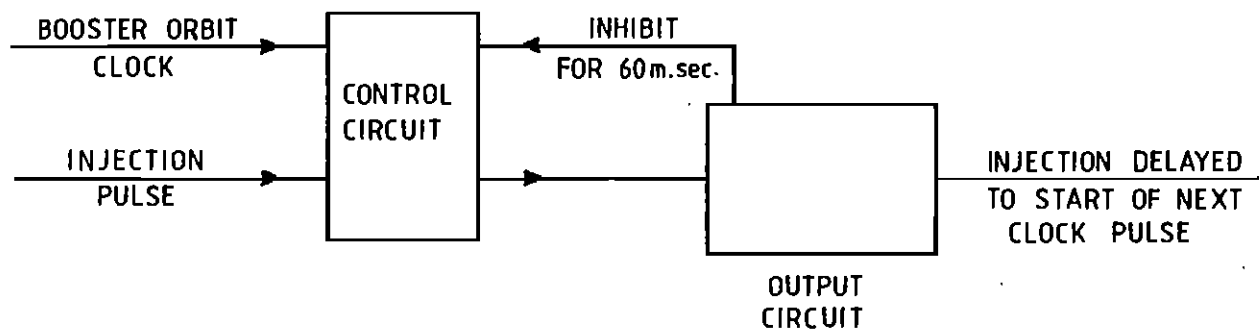 BOOSTER ORBIT
CLOCK
INJECTION
PULSE
CONTROL
CIRCUIT
INHIBIT
FOR 60 m.sec.
OUTPUT
CIRCUIT
INJECTION DELAYED
TO START OF NEXT
CLOCK PULSE